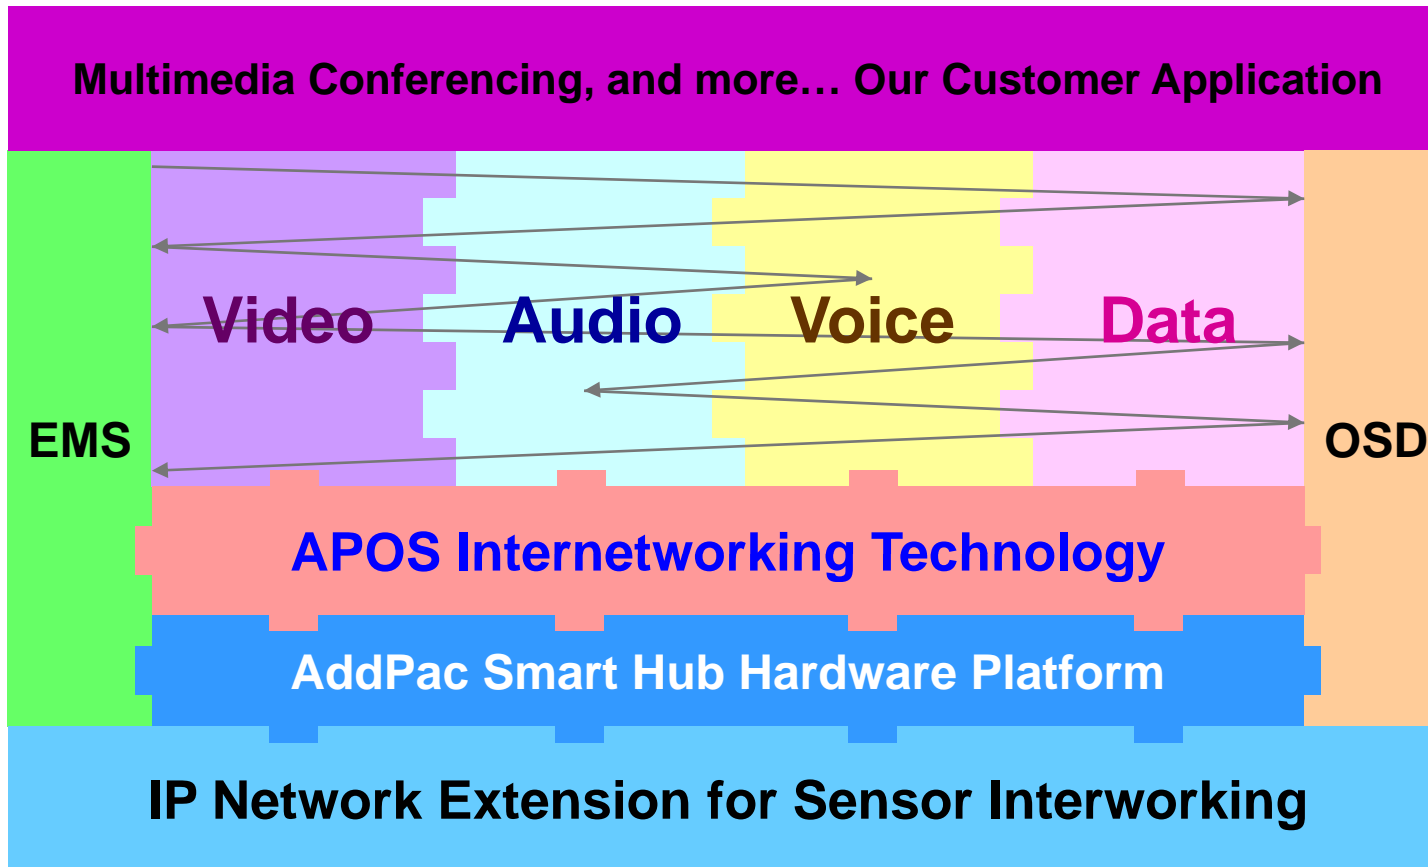 Multimedia Conferencing, and more… Our Customer Application
Video Audio Voice Data
EMS
OSD
APOS Internetworking Technology
AddPac Smart Hub Hardware Platform
IP Network Extension for Sensor Interworking